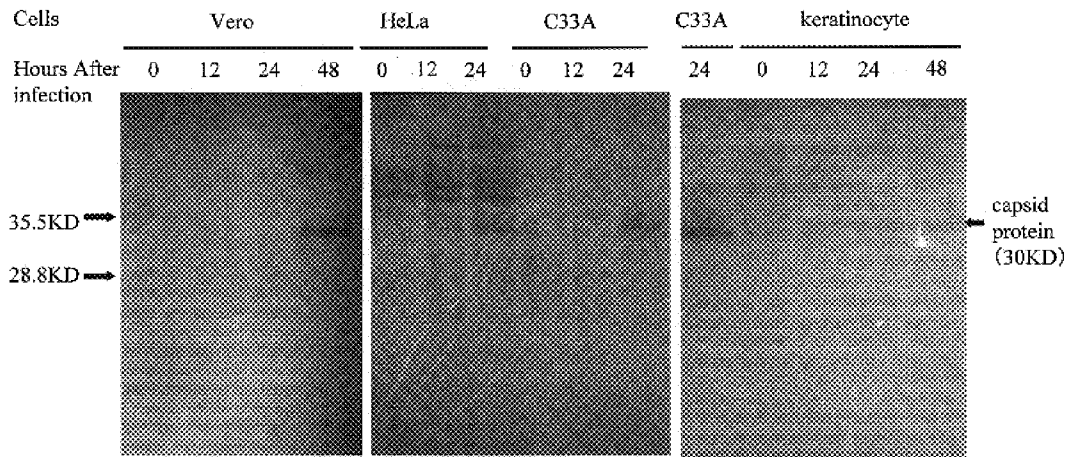 Cells Vero HeLa C33A C33A keratinocyte
Hours After 0 12 24 48 0 12 24 0 12 24 24 0 12 24 48
infection
35.5KD
28.8KD
capsid
protein
(30KD)